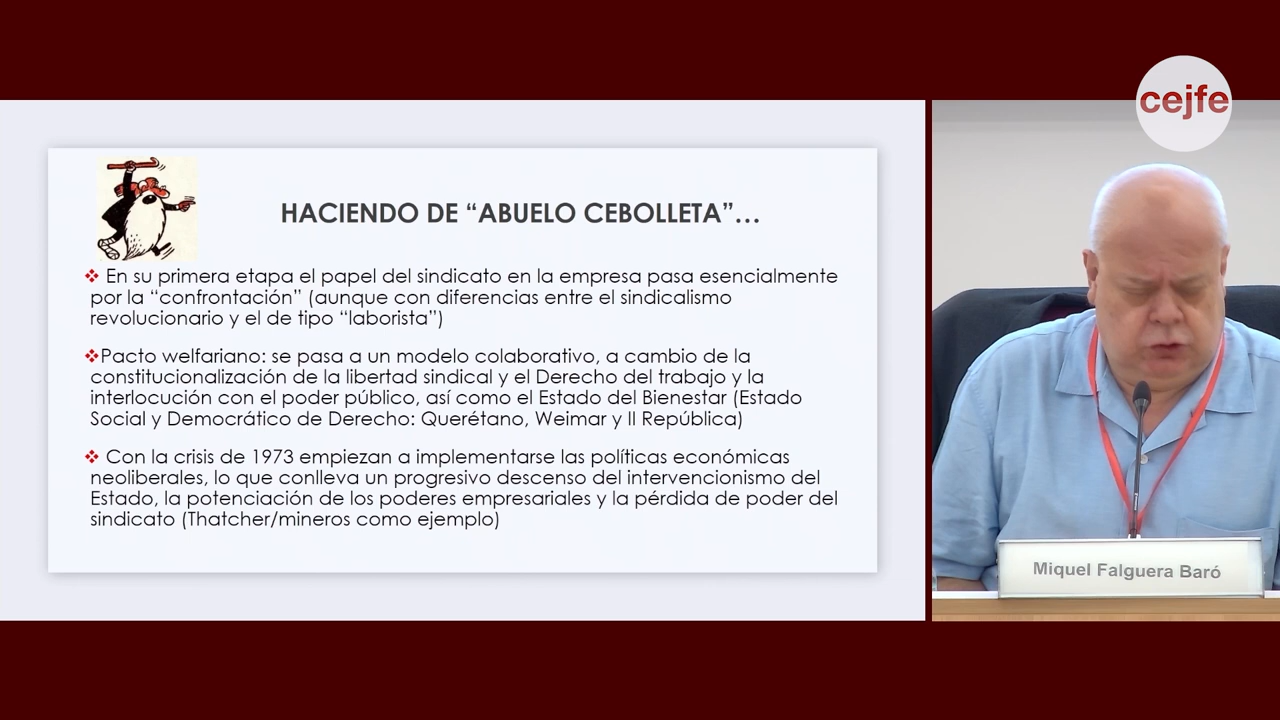 cejfe
HACIENDO DE “ABUELO CEBOLLETA”…
❖ En su primera etapa el papel del sindicato en la empresa pasa esencialmente
por la “confrontación” (aunque con diferencias entre el sindicalismo
revolucionario y el de tipo “laborista”)
❖Pacto welfariano: se pasa a un modelo colaborativo, a cambio de la
constitucionalización de la libertad sindical y el Derecho del trabajo y la
interlocución con el poder público, así como el Estado del Bienestar (Estado
Social y Democrático de Derecho: Querétano, Weimar y II República)
❖ Con la crisis de 1973 empiezan a implementarse las políticas económicas
neoliberales, lo que conlleva un progresivo descenso del intervencionismo del
Estado, la potenciación de los poderes empresariales y la pérdida de poder del
sindicato (Thatcher/mineros como ejemplo)
Miquel Falguera Baró